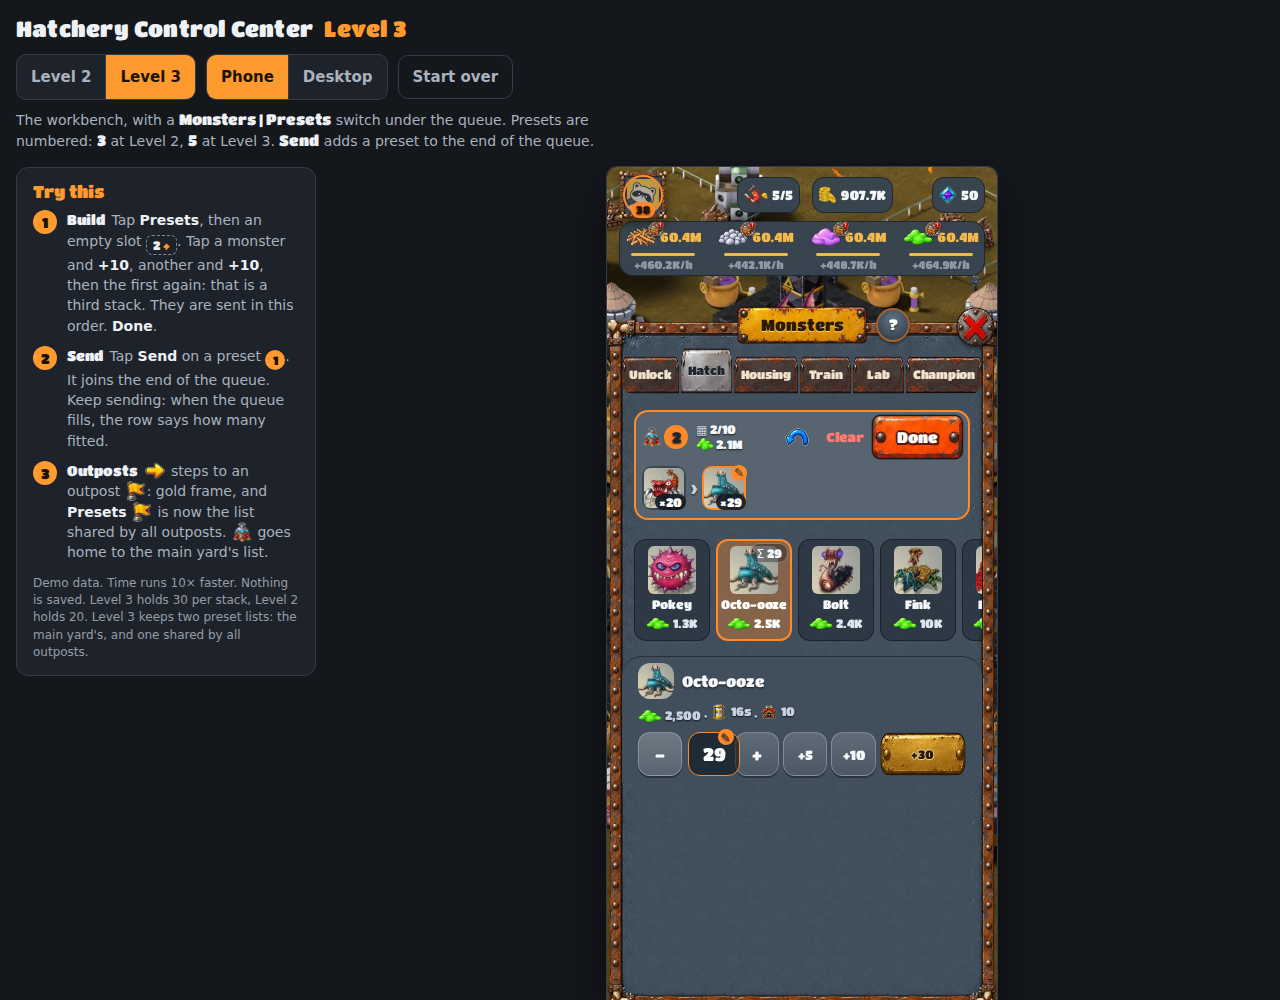 Hatchery Control Center Level 3
Level 2 Level 3 Phone Desktop Start over
The workbench, with a Monsters|Presets switch under the queue. Presets are
numbered: 3 at Level 2, 5 at Level 3. Send adds a preset to the end of the queue.
Try this
1 Build Tap Presets, then an
empty slot 2+. Tap a monster
and +10, another and +10,
then the first again: that is a
third stack. They are sent in this
order. Done.
2 Send Tap Send on a preset 1.
It joins the end of the queue.
Keep sending: when the queue
fills, the row says how many
fitted.
3 Outposts steps to an
outpost : gold frame, and
Presets is now the list
shared by all outposts. goes
home to the main yard's list.
Demo data. Time runs 10× faster. Nothing
is saved. Level 3 holds 30 per stack, Level 2
holds 20. Level 3 keeps two preset lists: the
main yard's, and one shared by all
outposts.
30 5/5 907.7K 50
60.4M 60.4M 60.4M 60.4M
+460.2K/h +442.1K/h +448.7K/h +464.9K/h
Monsters ?
Unlock Hatch Housing Train Lab Champion
2 2/10 Clear Done
2.1M
×20 › ×29
Σ 29
Pokey Octo-ooze Bolt Fink
1.3K 2.5K 2.4K 10K
Octo-ooze
2,500 · 16s · 10
− 29 + +5 +10 +30